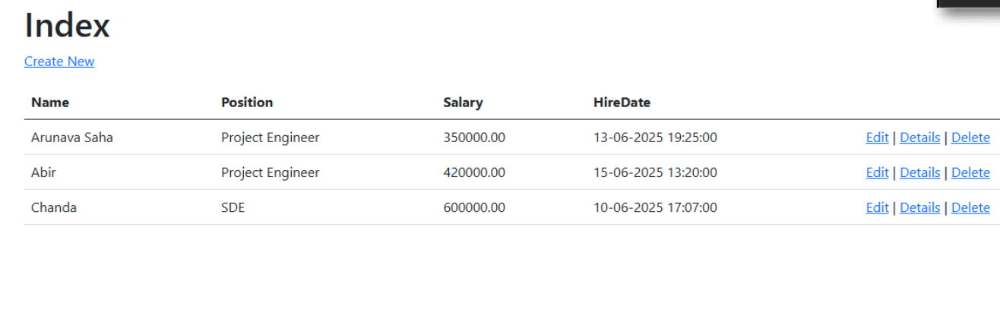 Index
Create New
Name Position Salary HireDate
Arunava Saha Project Engineer 350000.00 13-06-2025 19:25:00 Edit | Details | Delete
Abir Project Engineer 420000.00 15-06-2025 13:20:00 Edit | Details | Delete
Chanda SDE 600000.00 10-06-2025 17:07:00 Edit | Details | Delete